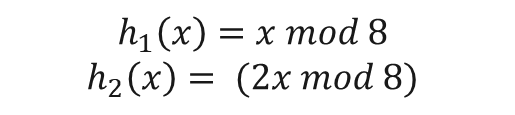 h₁(x) = x mod 8
h₂(x) = (2x mod 8)